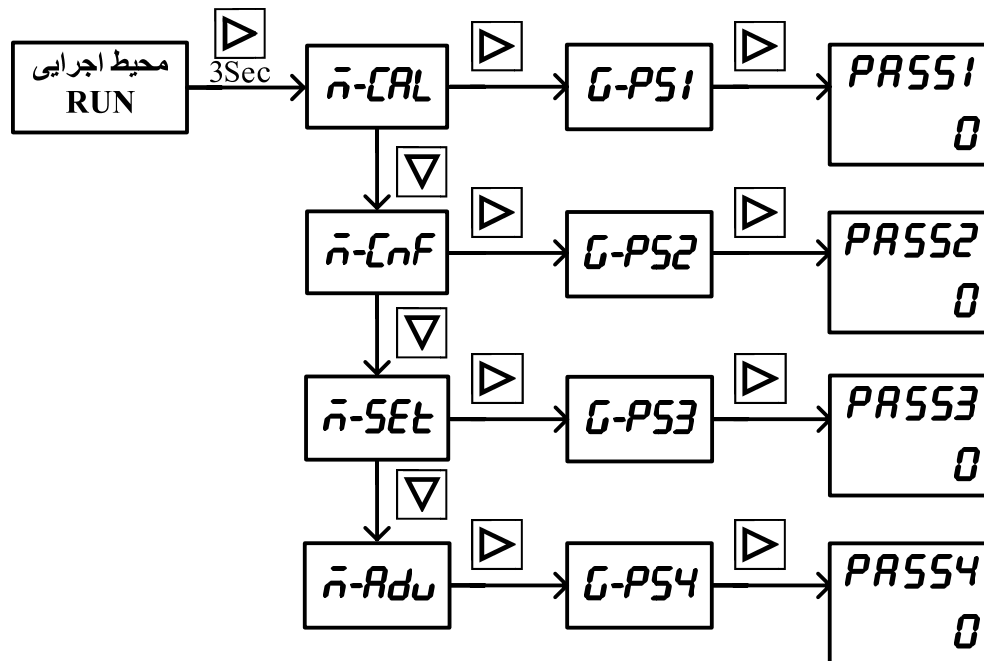 محیط اجرایی
RUN
3Sec
n̄-CAL
G-PS1
PASS1
0
n̄-CnF
G-PS2
PASS2
0
n̄-SEt
G-PS3
PASS3
0
n̄-Adv
G-PS4
PASS4
0